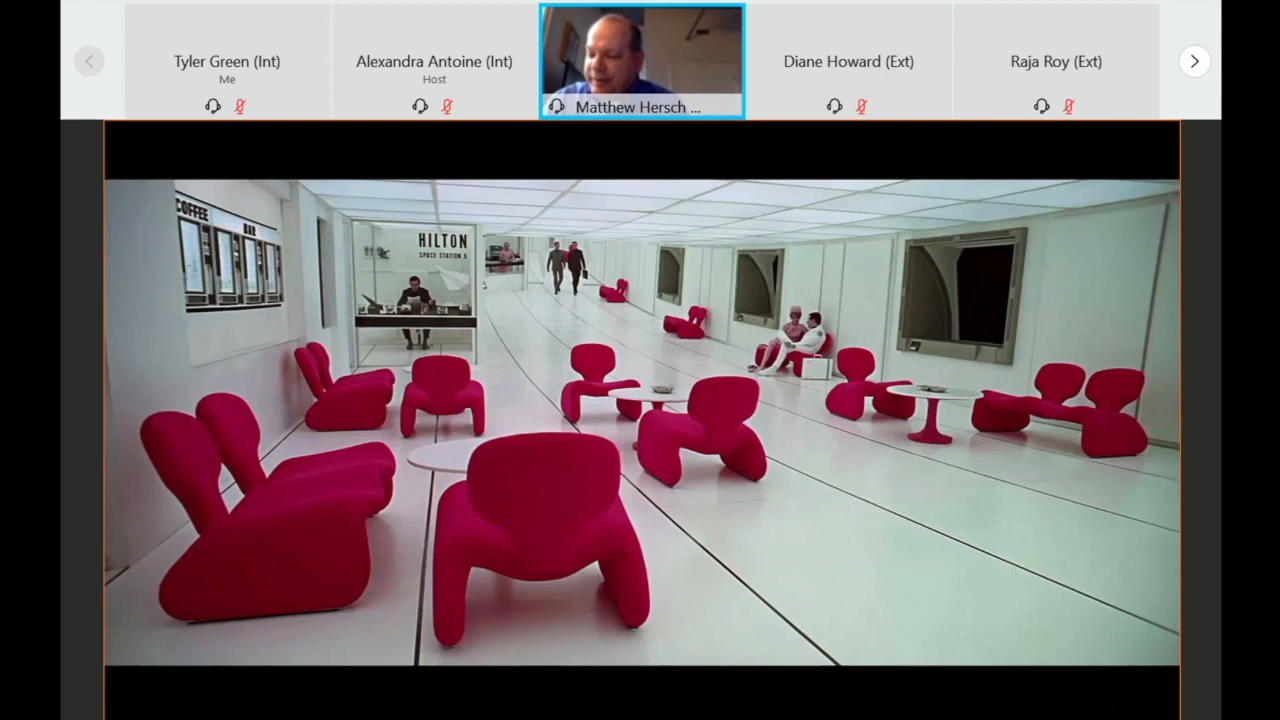 Tyler Green (Int)
Me
Alexandra Antoine (Int)
Host
Matthew Hersch ...
Diane Howard (Ext)
Raja Roy (Ext)
COFFEE
BAR
HILTON
SPACE STATION 5